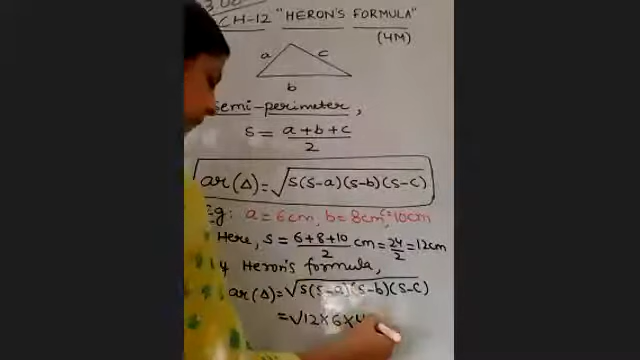 CH-12 "HERON'S FORMULA"
(4M)
a c
b
Semi-perimeter,
S = a+b+c/2
ar(Δ)=√S(S-a)(S-b)(S-c)
Eg: a=6cm, b=8cm, c=10cm
Here, S = 6+8+10/2 cm=24/2=12cm
Heron's formula,
ar(Δ)=√S(S-a)(S-b)(S-c)
=√12×6×4